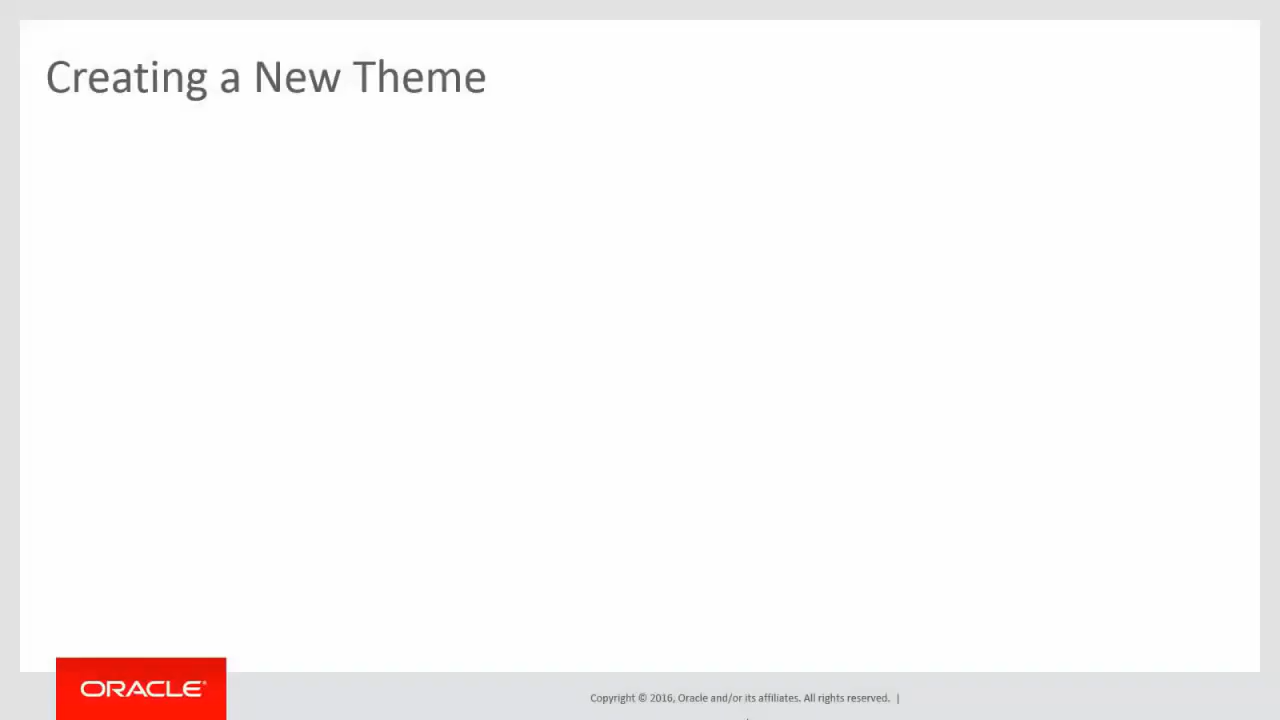 Creating a New Theme
ORACLE®
Copyright © 2016, Oracle and/or its affiliates. All rights reserved. |